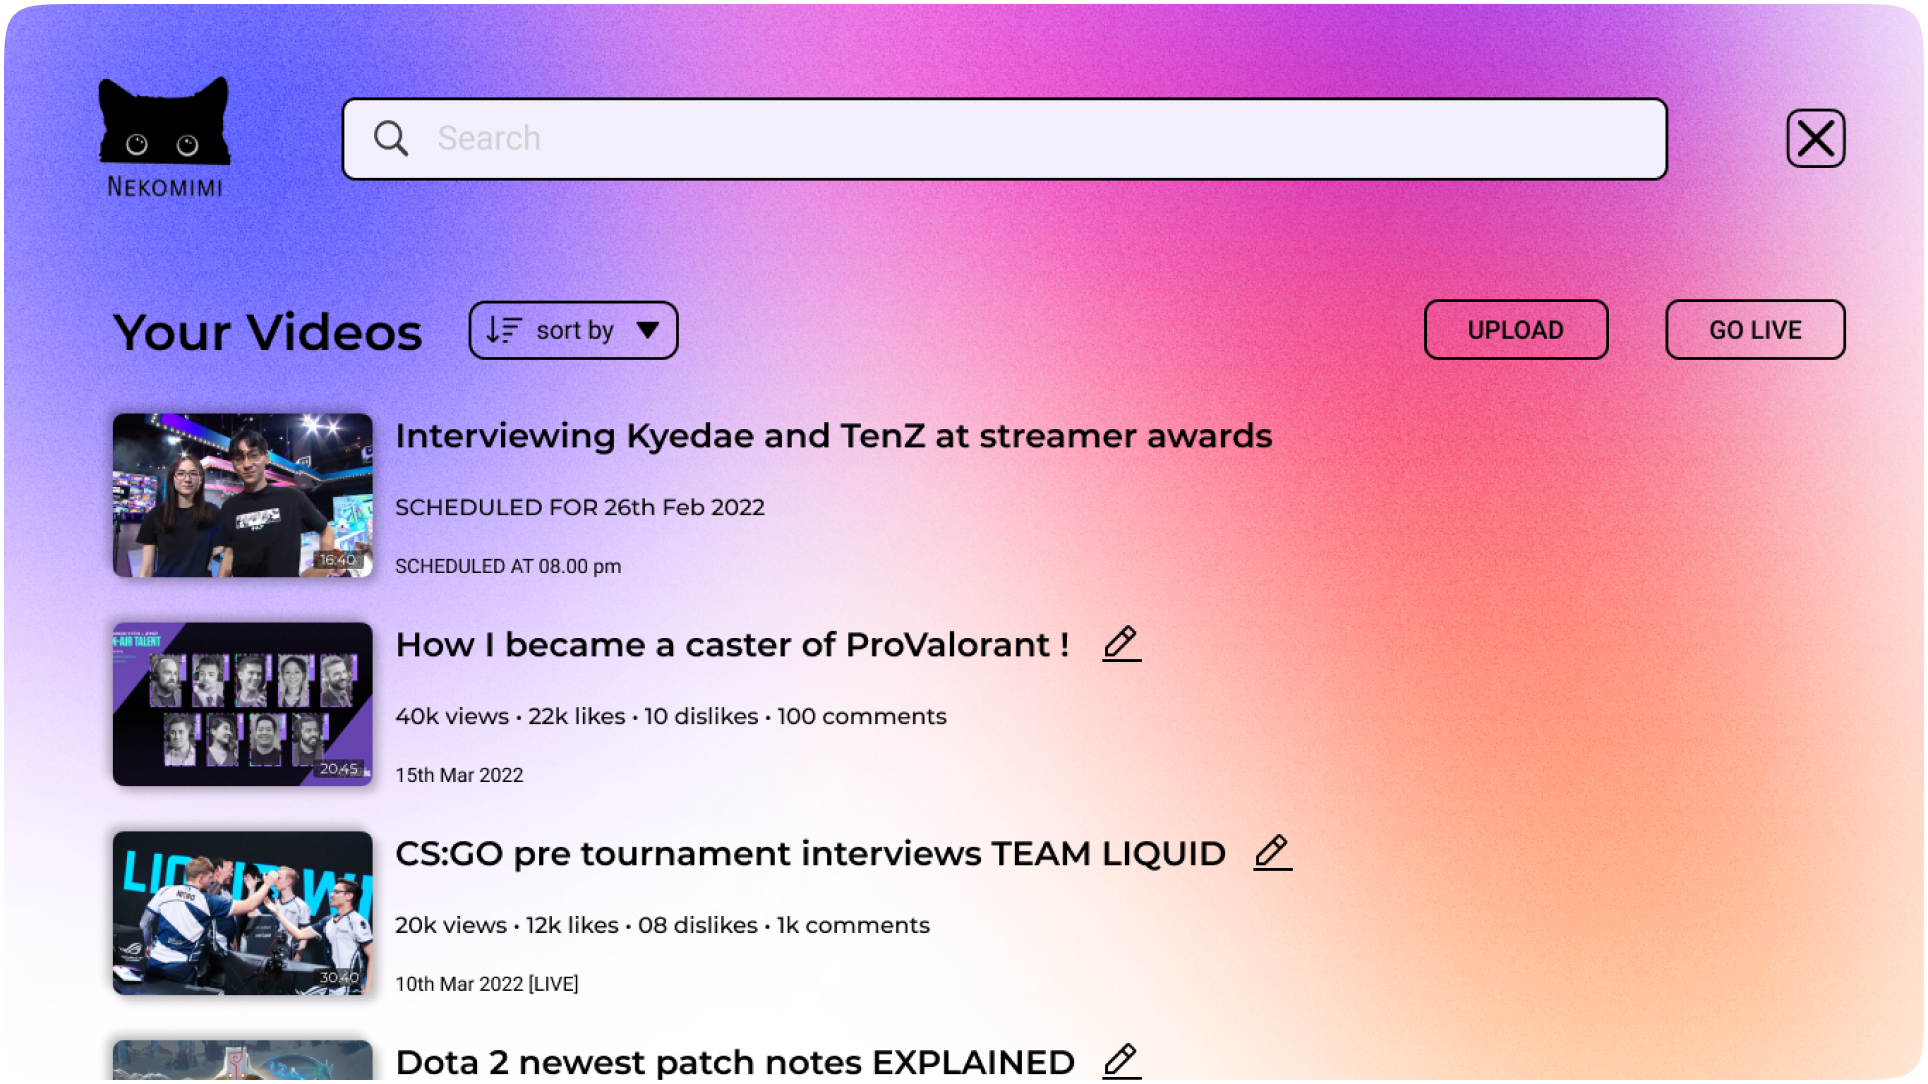 NEKOMIMI
Search
Your Videos
sort by
UPLOAD
GO LIVE
Interviewing Kyedae and TenZ at streamer awards
SCHEDULED FOR 26th Feb 2022
SCHEDULED AT 08.00 pm
16:40
How I became a caster of ProValorant !
40k views • 22k likes • 10 dislikes • 100 comments
15th Mar 2022
N-AIR TALENT
20.45
CS:GO pre tournament interviews TEAM LIQUID
20k views • 12k likes • 08 dislikes • 1k comments
10th Mar 2022 [LIVE]
30.40
Dota 2 newest patch notes EXPLAINED